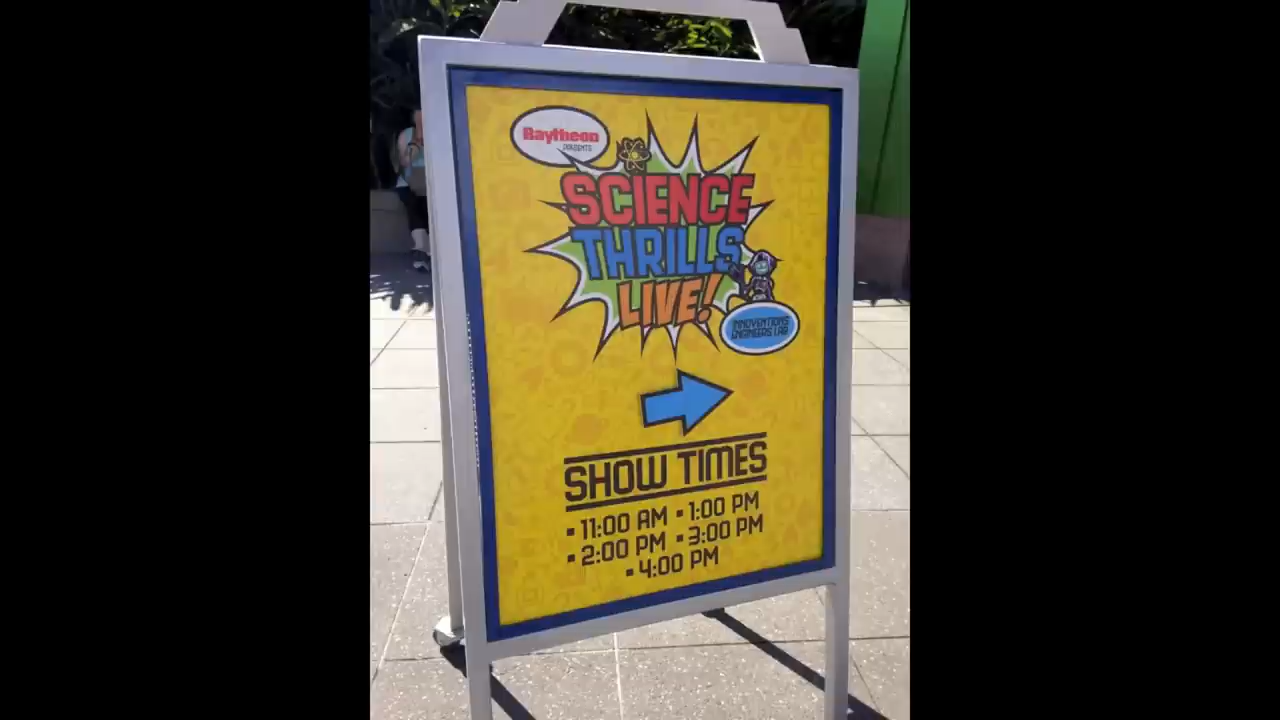 Raytheon
PRESENTS
SCIENCE
THRILLS
LIVE!
INNOVENTIONS
ENGINEERS LAB
SHOW TIMES
▪ 11:00 AM ▪ 1:00 PM
▪ 2:00 PM ▪ 3:00 PM
▪ 4:00 PM